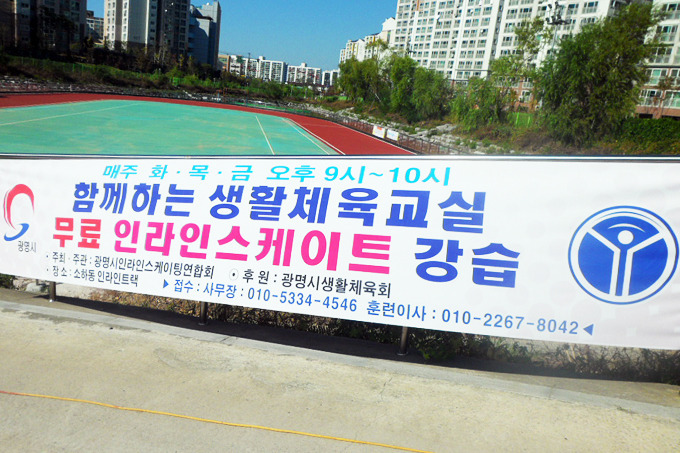 매주 화·목·금 오후 9시~10시
함께하는 생활체육교실
무료 인라인스케이트 강습
광명시
· 주최·주관 : 광명시인라인스케이팅연합회 ◉ 후원 : 광명시생활체육회
· 장소 : 소하동 인라인트랙
▶접수 : 사무장 : 010-5334-4546 훈련이사 : 010-2267-8042◀